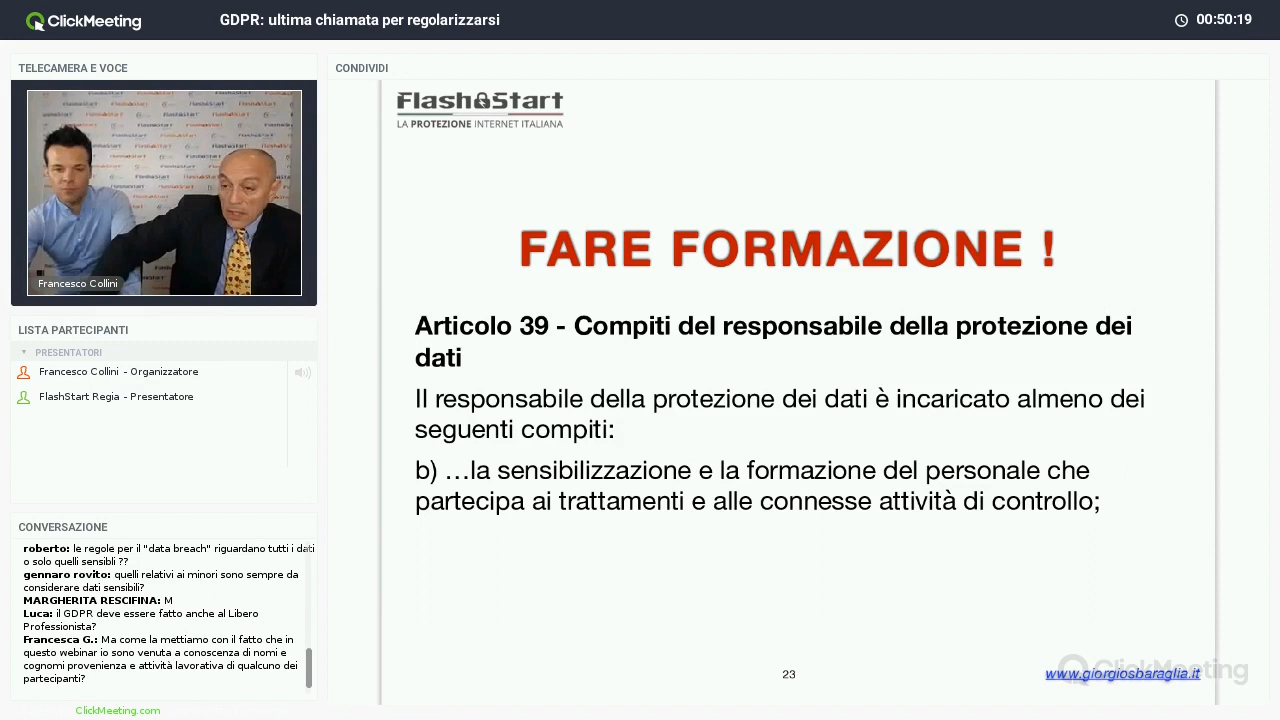 ClickMeeting
GDPR: ultima chiamata per regolarizzarsi
00:50:19
TELECAMERA E VOCE
Francesco Collini
LISTA PARTECIPANTI
PRESENTATORI
Francesco Collini - Organizzatore
FlashStart Regia - Presentatore
CONVERSAZIONE
roberto: le regole per il "data breach" riguardano tutti i dati
o solo quelli sensibli ??
gennaro rovito: quelli relativi ai minori sono sempre da
considerare dati sensibili?
MARGHERITA RESCIFINA: M
Luca: il GDPR deve essere fatto anche al Libero
Professionista?
Francesca G.: Ma come la mettiamo con il fatto che in
questo webinar io sono venuta a conoscenza di nomi e
cognomi provenienza e attività lavorativa di qualcuno dei
partecipanti?
ClickMeeting.com
CONDIVIDI
FlashStart
LA PROTEZIONE INTERNET ITALIANA
FARE FORMAZIONE !
Articolo 39 - Compiti del responsabile della protezione dei
dati
Il responsabile della protezione dei dati è incaricato almeno dei
seguenti compiti:
b) …la sensibilizzazione e la formazione del personale che
partecipa ai trattamenti e alle connesse attività di controllo;
23
www.giorgiosbaraglia.it
ClickMeeting